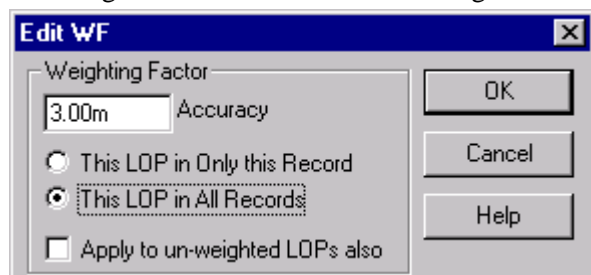 Edit WF
Weighting Factor
3.00m Accuracy
This LOP in Only this Record
This LOP in All Records
Apply to un-weighted LOPs also
OK
Cancel
Help